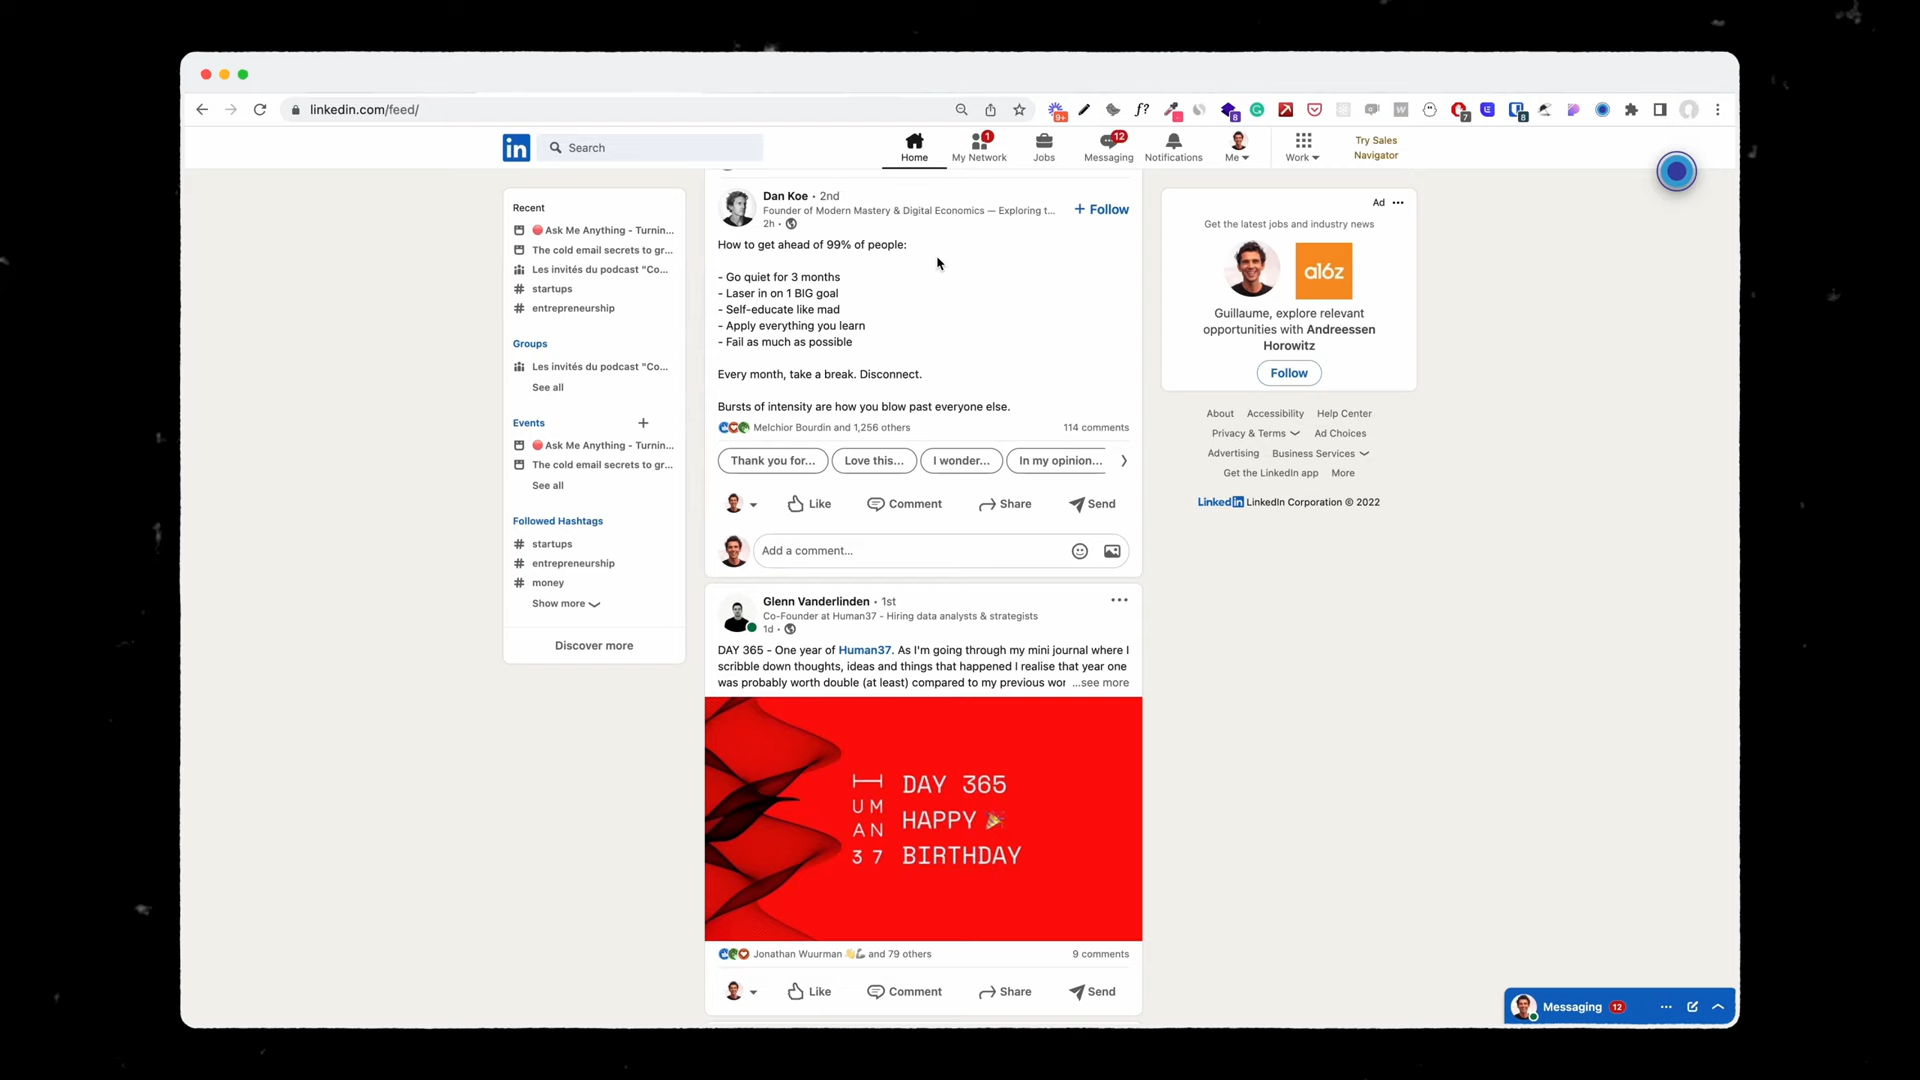 linkedin.com/feed/
9+
f?
8
7
8
in
Search
Home
1
My Network
Jobs
12
Messaging
Notifications
Me
Work
Try Sales
Navigator
Recent
Ask Me Anything - Turnin...
The cold email secrets to gr...
Les invités du podcast "Co...
# startups
# entrepreneurship
Groups
Les invités du podcast "Co...
See all
Events
Ask Me Anything - Turnin...
The cold email secrets to gr...
See all
Followed Hashtags
# startups
# entrepreneurship
# money
Show more
Discover more
Dan Koe • 2nd
Founder of Modern Mastery & Digital Economics — Exploring t...
2h •
+ Follow
How to get ahead of 99% of people:
- Go quiet for 3 months
- Laser in on 1 BIG goal
- Self-educate like mad
- Apply everything you learn
- Fail as much as possible
Every month, take a break. Disconnect.
Bursts of intensity are how you blow past everyone else.
Melchior Bourdin and 1,256 others
114 comments
Thank you for...
Love this...
I wonder...
In my opinion...
Like
Comment
Share
Send
Add a comment...
Glenn Vanderlinden • 1st
Co-Founder at Human37 - Hiring data analysts & strategists
1d •
DAY 365 - One year of Human37. As I'm going through my mini journal where I
scribble down thoughts, ideas and things that happened I realise that year one
was probably worth double (at least) compared to my previous wor ...see more
H
UM
AN
37
DAY 365
HAPPY 🎉
BIRTHDAY
Jonathan Wuurman 👏💪 and 79 others
9 comments
Like
Comment
Share
Send
Ad
Get the latest jobs and industry news
a16z
Guillaume, explore relevant
opportunities with Andreessen
Horowitz
Follow
About
Accessibility
Help Center
Privacy & Terms
Ad Choices
Advertising
Business Services
Get the LinkedIn app
More
LinkedIn LinkedIn Corporation © 2022
Messaging 12